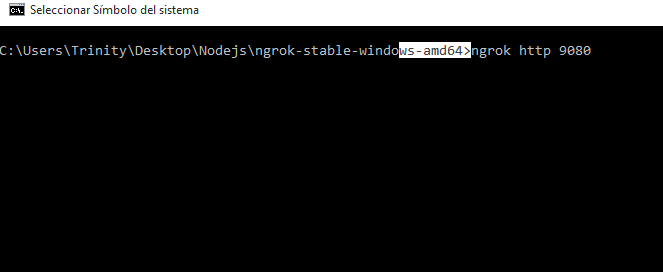 Seleccionar Símbolo del sistema
C:\Users\Trinity\Desktop\Nodejs\ngrok-stable-windows-amd64>ngrok http 9080